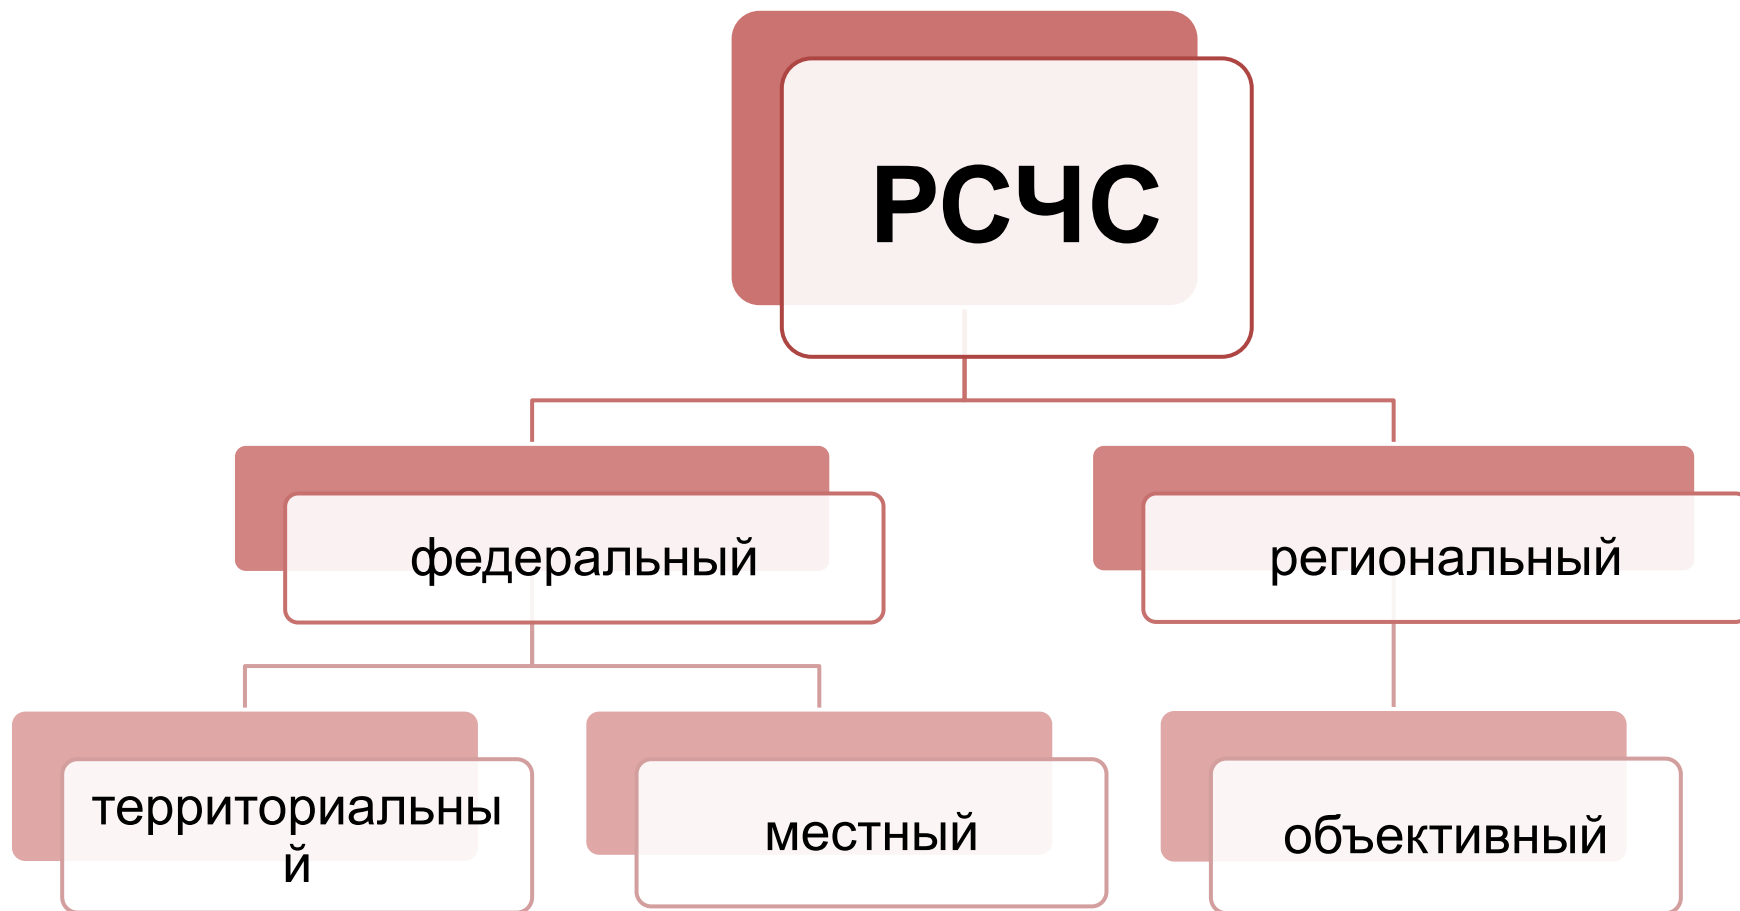 РСЧС
федеральный
региональный
территориальны
й
местный
объективный